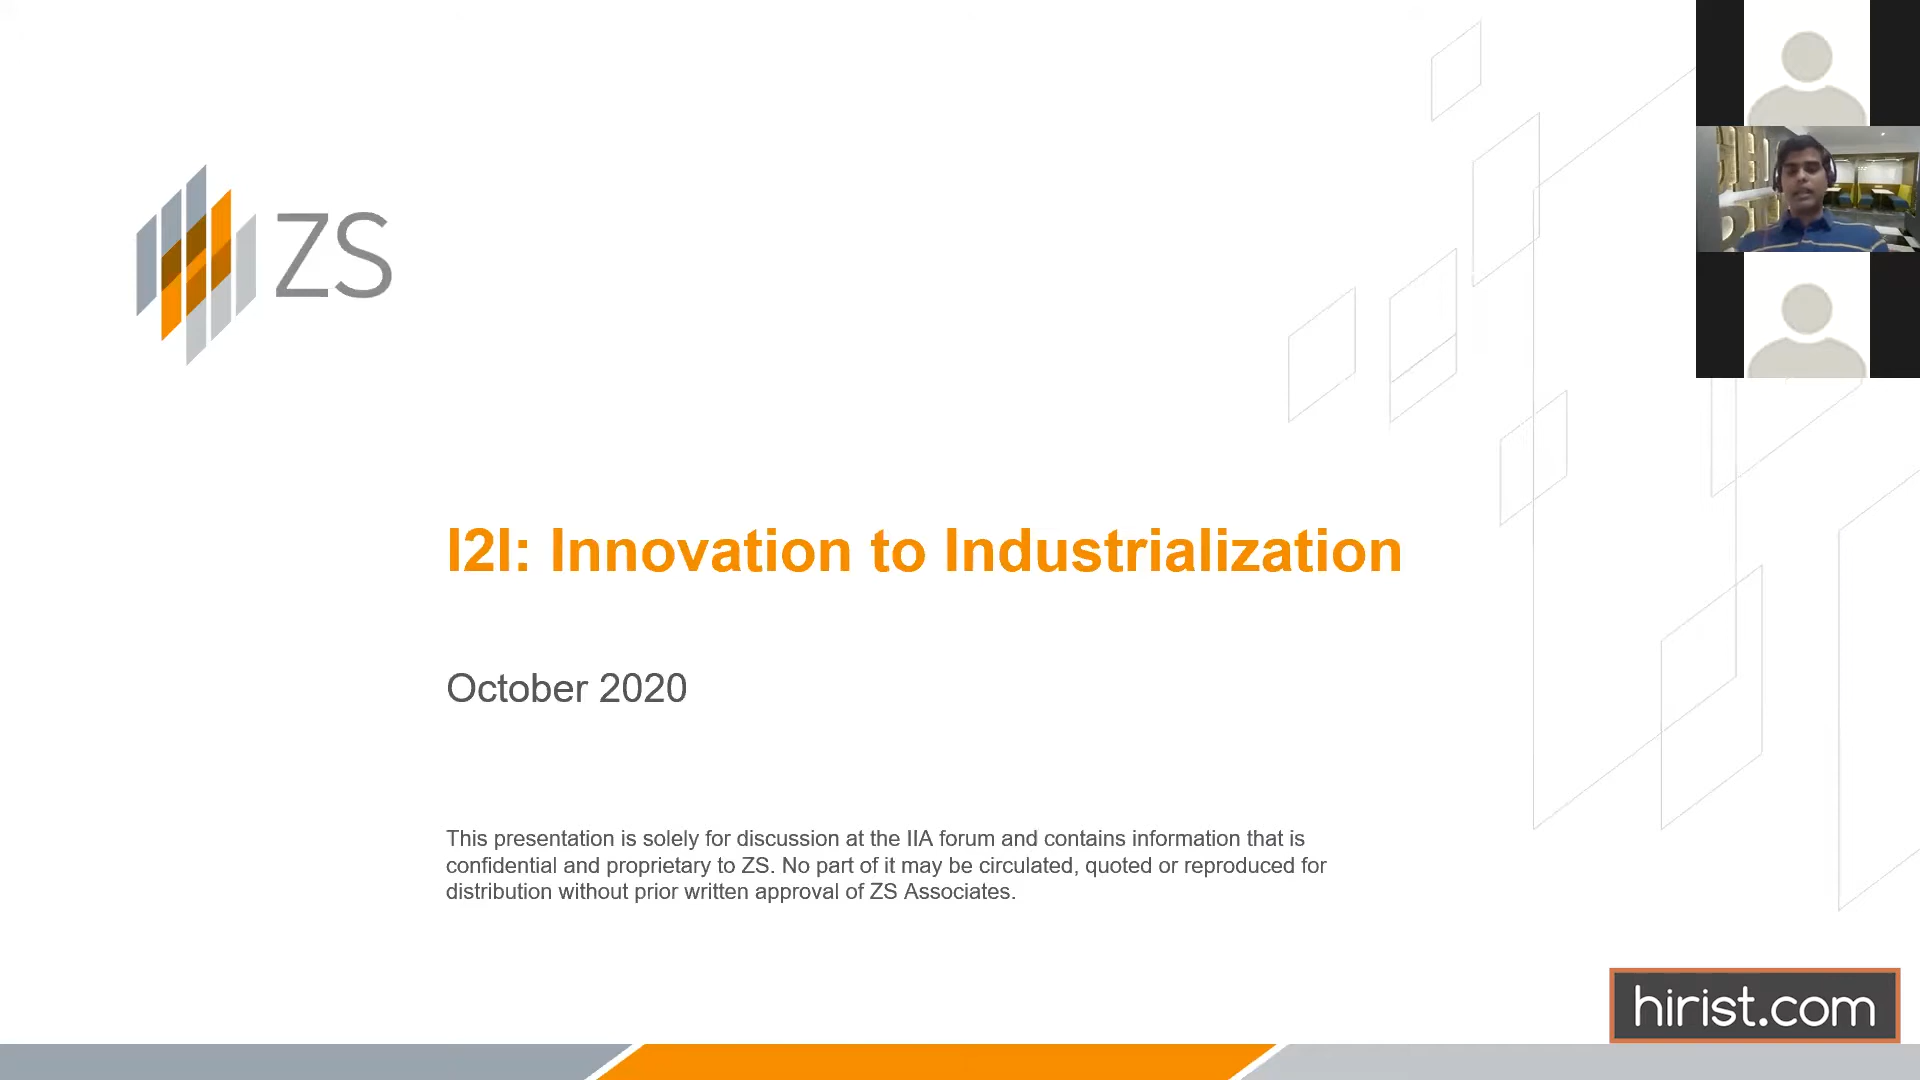 ZS
I2I: Innovation to Industrialization
October 2020
This presentation is solely for discussion at the IIA forum and contains information that is
confidential and proprietary to ZS. No part of it may be circulated, quoted or reproduced for
distribution without prior written approval of ZS Associates.
hirist.com